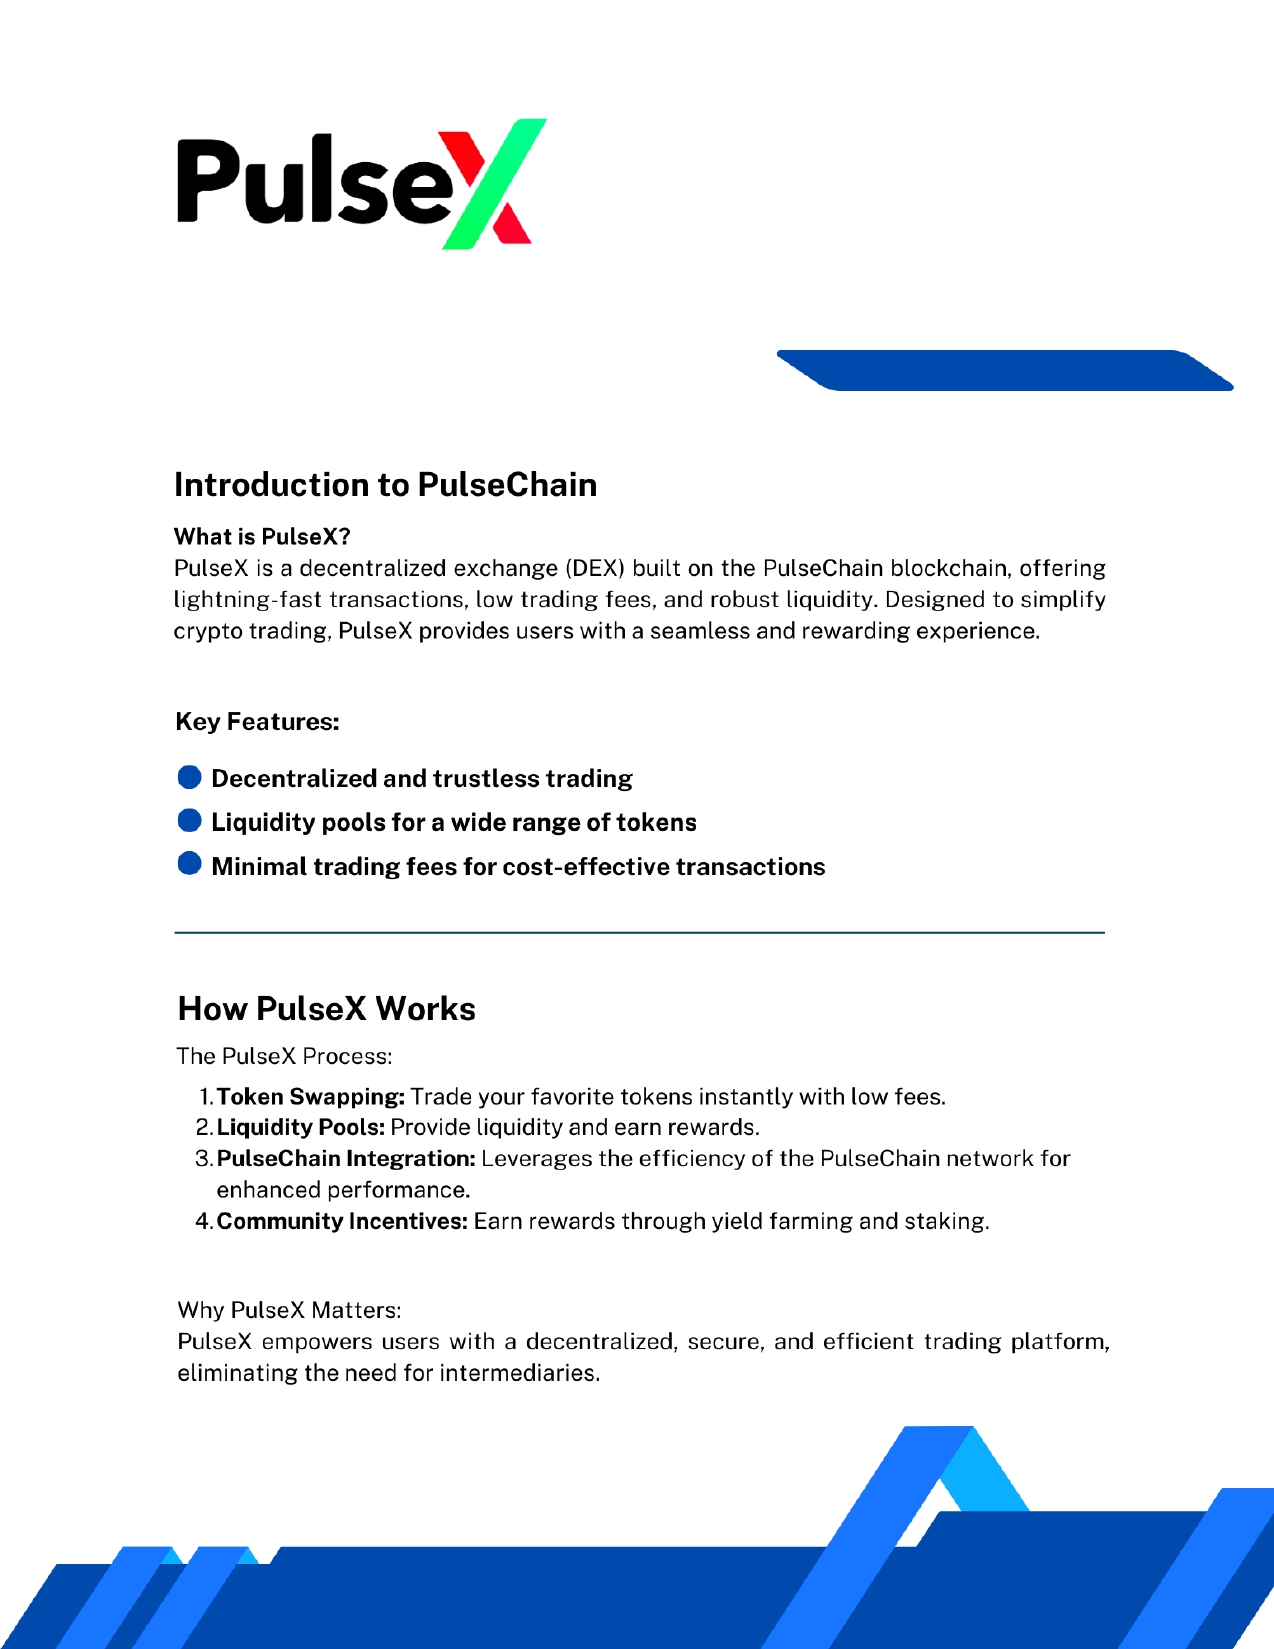 PulseX
Introduction to PulseChain
What is PulseX?
PulseX is a decentralized exchange (DEX) built on the PulseChain blockchain, offering
lightning-fast transactions, low trading fees, and robust liquidity. Designed to simplify
crypto trading, PulseX provides users with a seamless and rewarding experience.
Key Features:
Decentralized and trustless trading
Liquidity pools for a wide range of tokens
Minimal trading fees for cost-effective transactions
How PulseX Works
The PulseX Process:
1. Token Swapping: Trade your favorite tokens instantly with low fees.
2. Liquidity Pools: Provide liquidity and earn rewards.
3. PulseChain Integration: Leverages the efficiency of the PulseChain network for
enhanced performance.
4. Community Incentives: Earn rewards through yield farming and staking.
Why PulseX Matters:
PulseX empowers users with a decentralized, secure, and efficient trading platform,
eliminating the need for intermediaries.